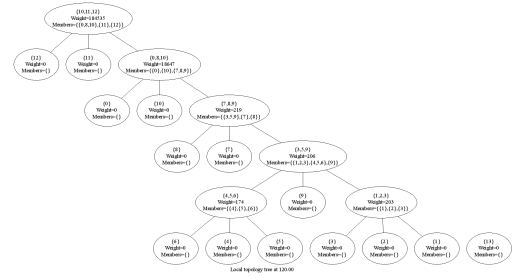 {10,11,12}
Weight=184535
Members={{0,8,10},{11},{12}}
{12}
Weight=0
Members={}
{11}
Weight=0
Members={}
{0,8,10}
Weight=18647
Members={{0},{10},{7,8,9}}
{0}
Weight=0
Members={}
{10}
Weight=0
Members={}
{7,8,9}
Weight=219
Members={{3,5,9},{7},{8}}
{8}
Weight=0
Members={}
{7}
Weight=0
Members={}
{3,5,9}
Weight=206
Members={{1,2,3},{4,5,6},{9}}
{4,5,6}
Weight=174
Members={{4},{5},{6}}
{9}
Weight=0
Members={}
{1,2,3}
Weight=203
Members={{1},{2},{3}}
{6}
Weight=0
Members={}
{4}
Weight=0
Members={}
{5}
Weight=0
Members={}
{3}
Weight=0
Members={}
{2}
Weight=0
Members={}
{1}
Weight=0
Members={}
{13}
Weight=0
Members={}
Local topology tree at 120.00